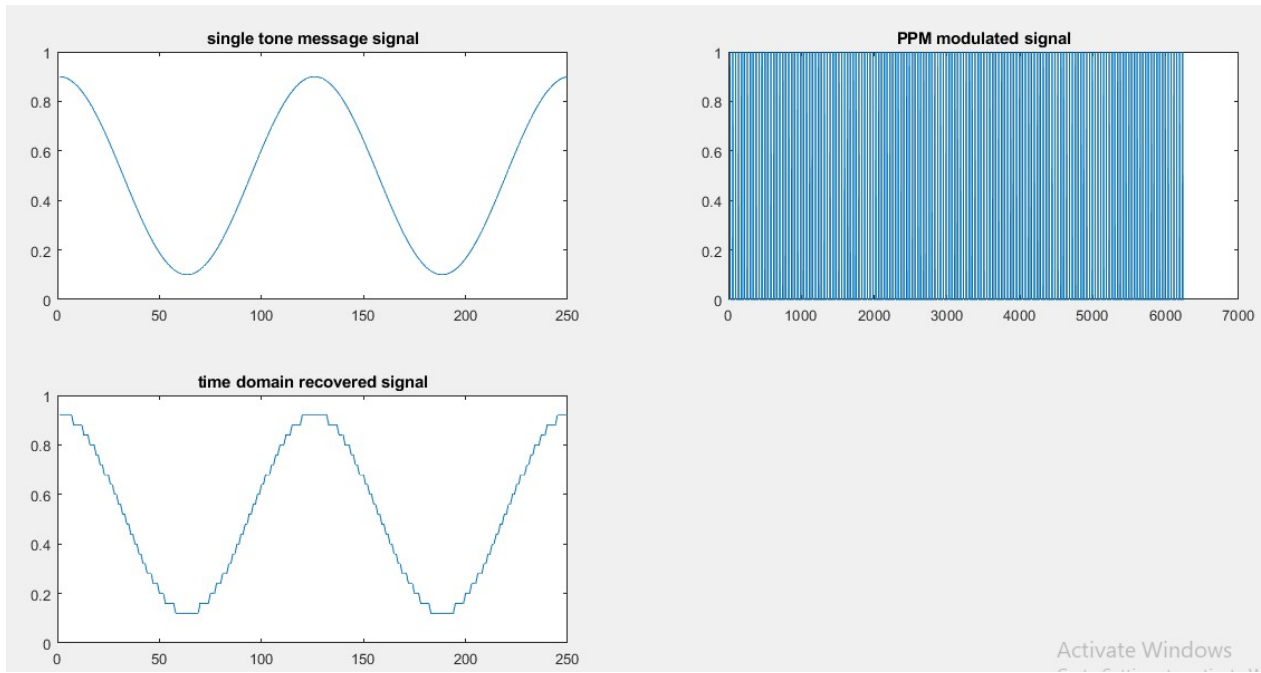 single tone message signal
1
0.8
0.6
0.4
0.2
0
0 50 100 150 200 250
PPM modulated signal
1
0.8
0.6
0.4
0.2
0
0 1000 2000 3000 4000 5000 6000 7000
time domain recovered signal
1
0.8
0.6
0.4
0.2
0
0 50 100 150 200 250
Activate Windows